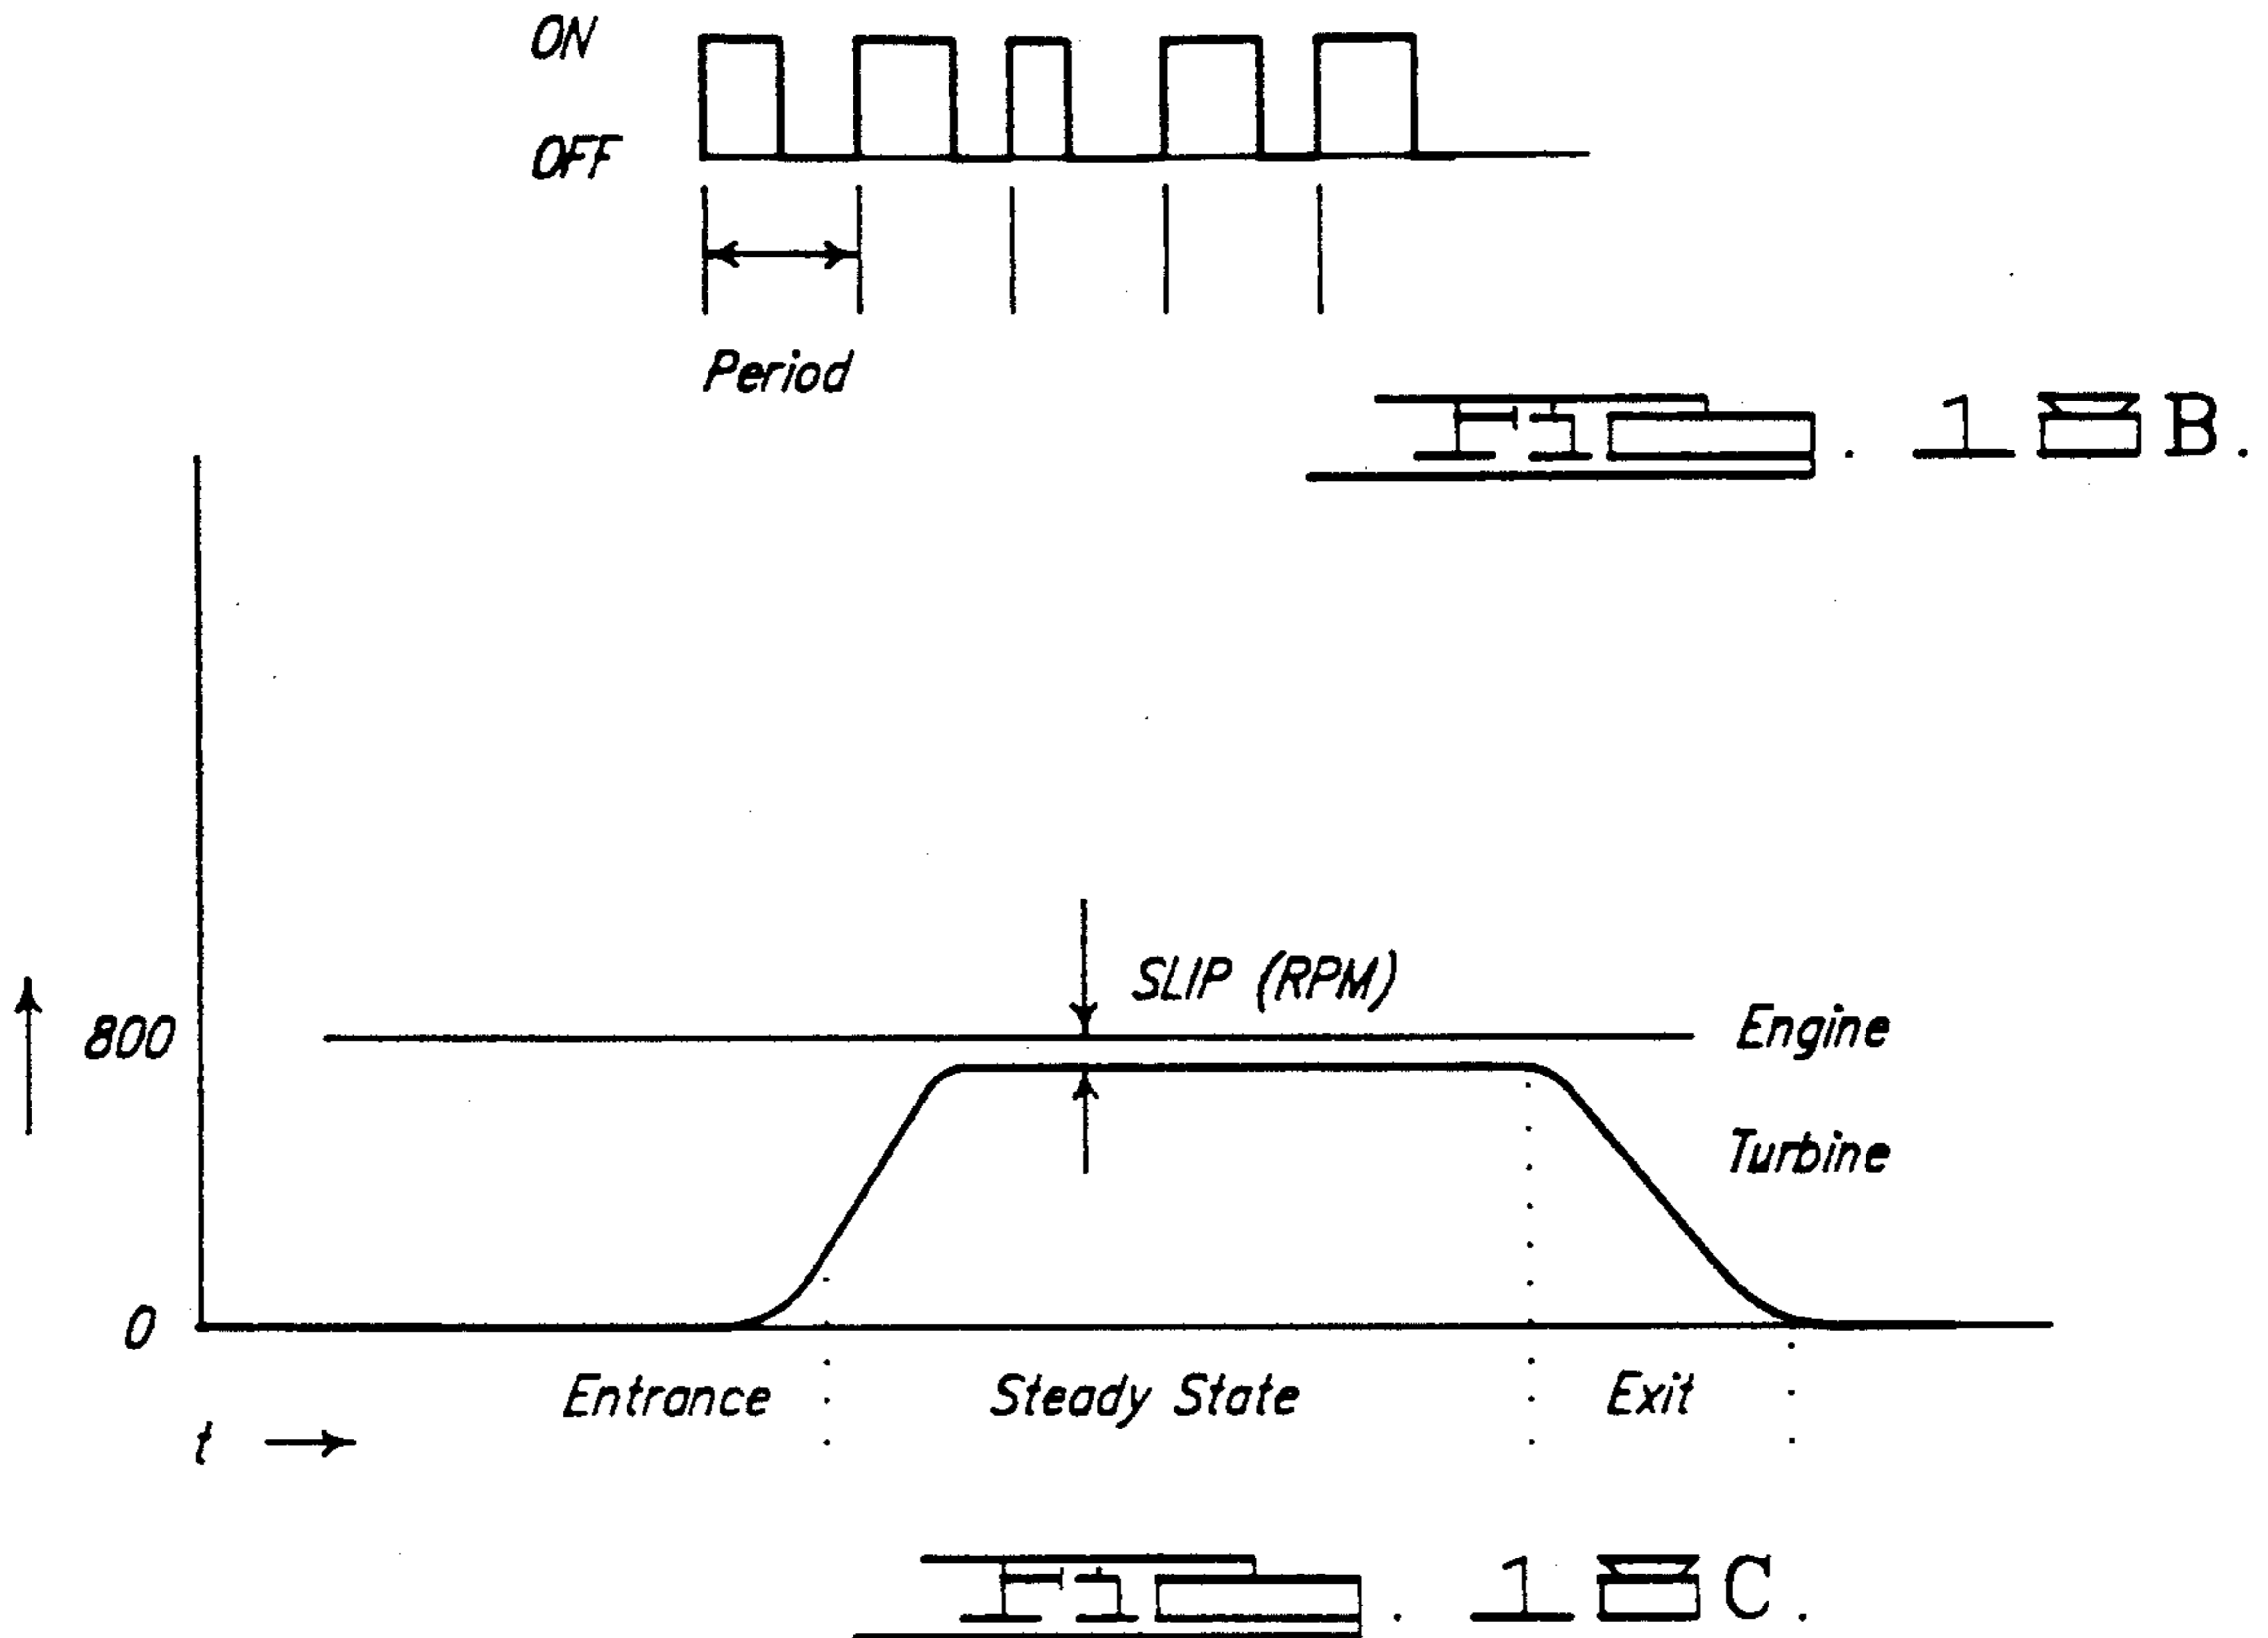 ON
OFF
Period
Fig. 18B.
SLIP (RPM)
800
Engine
Turbine
0
Entrance
Steady State
Exit
t
Fig. 18C.